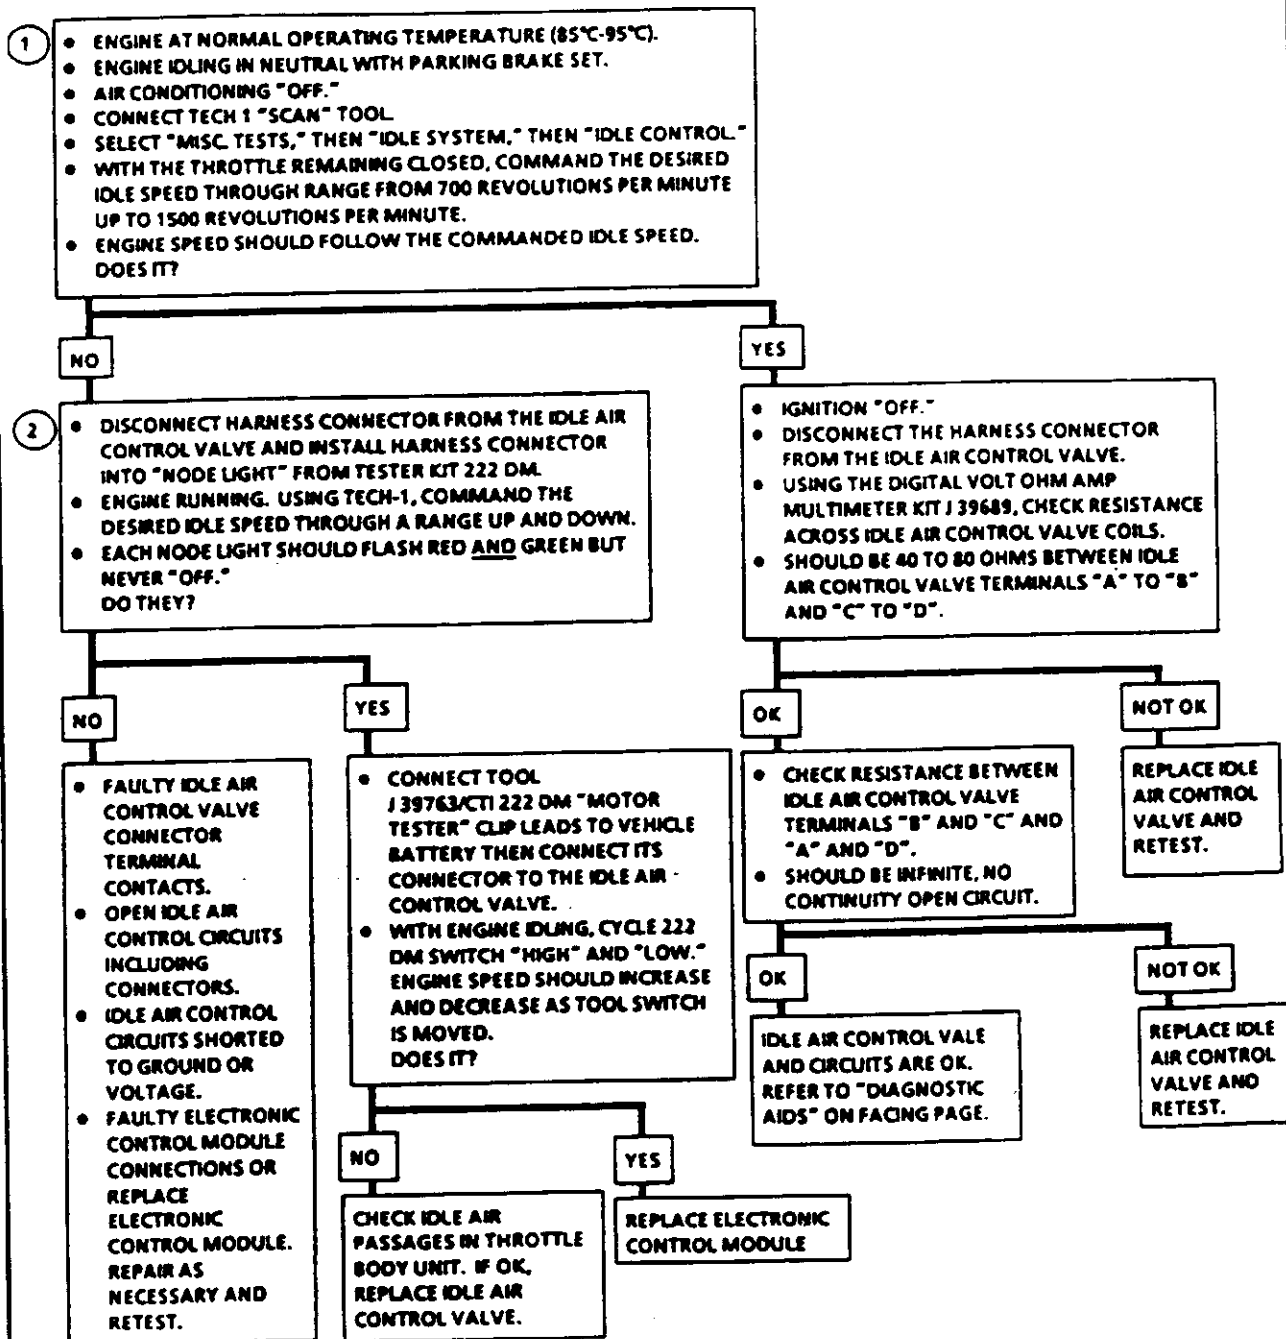 1
• ENGINE AT NORMAL OPERATING TEMPERATURE (85°C-95°C).
• ENGINE IDLING IN NEUTRAL WITH PARKING BRAKE SET.
• AIR CONDITIONING "OFF."
• CONNECT TECH 1 "SCAN" TOOL
• SELECT "MISC. TESTS," THEN "IDLE SYSTEM," THEN "IDLE CONTROL."
• WITH THE THROTTLE REMAINING CLOSED, COMMAND THE DESIRED
IDLE SPEED THROUGH RANGE FROM 700 REVOLUTIONS PER MINUTE
UP TO 1500 REVOLUTIONS PER MINUTE.
• ENGINE SPEED SHOULD FOLLOW THE COMMANDED IDLE SPEED.
DOES IT?
NO
YES
2
• DISCONNECT HARNESS CONNECTOR FROM THE IDLE AIR
CONTROL VALVE AND INSTALL HARNESS CONNECTOR
INTO "NODE LIGHT" FROM TESTER KIT 222 DM.
• ENGINE RUNNING. USING TECH-1, COMMAND THE
DESIRED IDLE SPEED THROUGH A RANGE UP AND DOWN.
• EACH NODE LIGHT SHOULD FLASH RED AND GREEN BUT
NEVER "OFF."
DO THEY?
• IGNITION "OFF."
• DISCONNECT THE HARNESS CONNECTOR
FROM THE IDLE AIR CONTROL VALVE.
• USING THE DIGITAL VOLT OHM AMP
MULTIMETER KIT J 39689, CHECK RESISTANCE
ACROSS IDLE AIR CONTROL VALVE COILS.
• SHOULD BE 40 TO 80 OHMS BETWEEN IDLE
AIR CONTROL VALVE TERMINALS "A" TO "B"
AND "C" TO "D".
NO
YES
OK
NOT OK
• FAULTY IDLE AIR
CONTROL VALVE
CONNECTOR
TERMINAL
CONTACTS.
• OPEN IDLE AIR
CONTROL CIRCUITS
INCLUDING
CONNECTORS.
• IDLE AIR CONTROL
CIRCUITS SHORTED
TO GROUND OR
VOLTAGE.
• FAULTY ELECTRONIC
CONTROL MODULE
CONNECTIONS OR
REPLACE
ELECTRONIC
CONTROL MODULE.
REPAIR AS
NECESSARY AND
RETEST.
• CONNECT TOOL
J 39763/CTI 222 DM "MOTOR
TESTER" CLIP LEADS TO VEHICLE
BATTERY THEN CONNECT ITS
CONNECTOR TO THE IDLE AIR
CONTROL VALVE.
• WITH ENGINE IDLING, CYCLE 222
DM SWITCH "HIGH" AND "LOW."
ENGINE SPEED SHOULD INCREASE
AND DECREASE AS TOOL SWITCH
IS MOVED.
DOES IT?
• CHECK RESISTANCE BETWEEN
IDLE AIR CONTROL VALVE
TERMINALS "B" AND "C" AND
"A" AND "D".
• SHOULD BE INFINITE, NO
CONTINUITY OPEN CIRCUIT.
REPLACE IDLE
AIR CONTROL
VALVE AND
RETEST.
OK
NOT OK
IDLE AIR CONTROL VALE
AND CIRCUITS ARE OK.
REFER TO "DIAGNOSTIC
AIDS" ON FACING PAGE.
REPLACE IDLE
AIR CONTROL
VALVE AND
RETEST.
NO
YES
CHECK IDLE AIR
PASSAGES IN THROTTLE
BODY UNIT. IF OK,
REPLACE IDLE AIR
CONTROL VALVE.
REPLACE ELECTRONIC
CONTROL MODULE